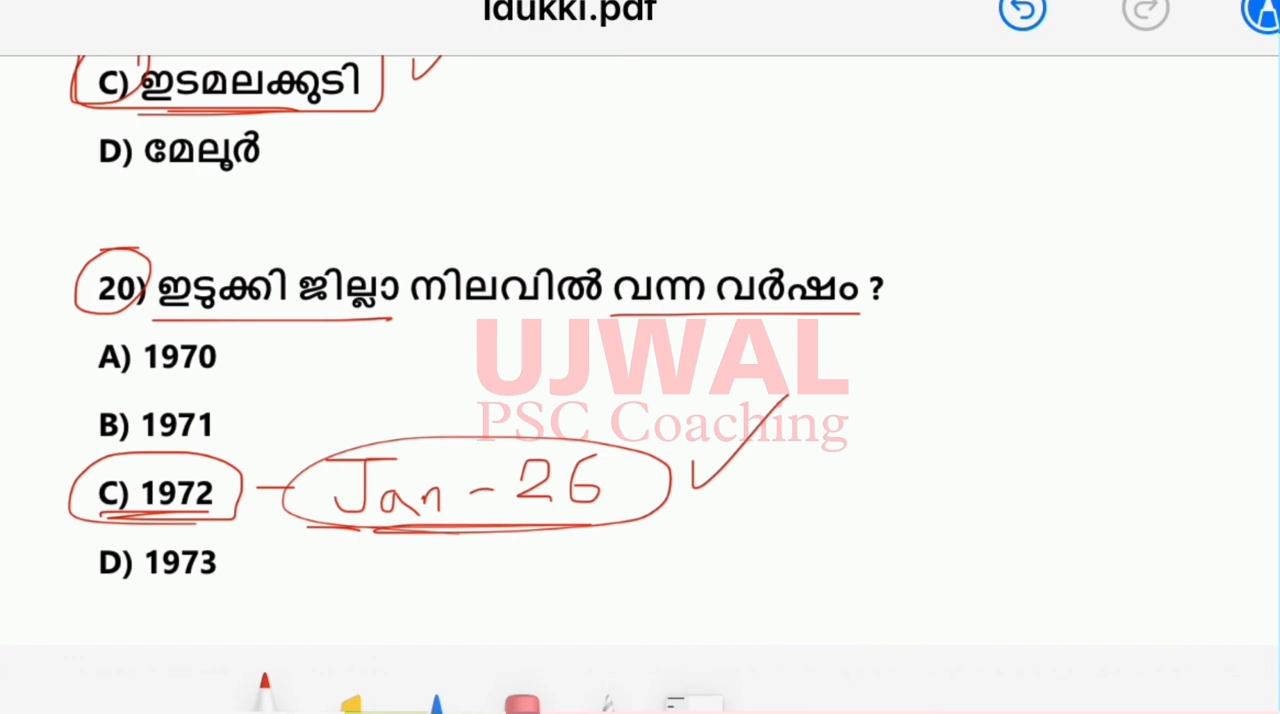 Idukki.pdf
C) ഇടമലക്കുടി
D) മേലൂർ
20) ഇടുക്കി ജില്ലാ നിലവിൽ വന്ന വർഷം ?
A) 1970
UJWAL
PSC Coaching
B) 1971
C) 1972 - Jan - 26
D) 1973